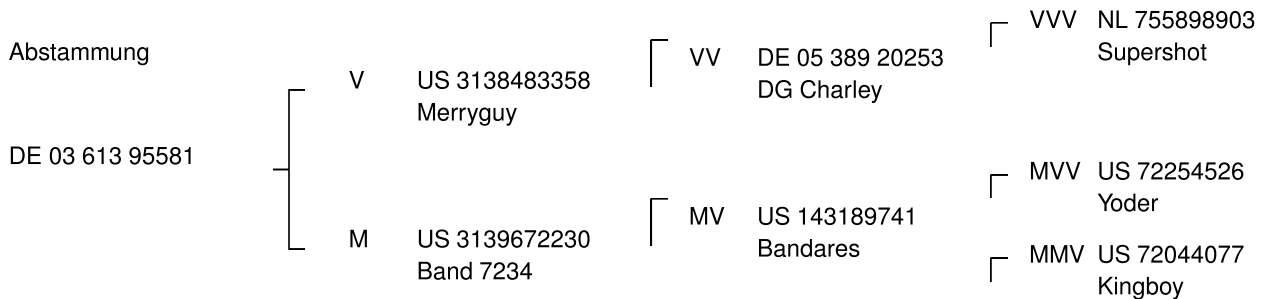 Abstammung
DE 03 613 95581
V US 3138483358
Merryguy
M US 3139672230
Band 7234
VV DE 05 389 20253
DG Charley
MV US 143189741
Bandares
VVV NL 755898903
Supershot
MVV US 72254526
Yoder
MMV US 72044077
Kingboy